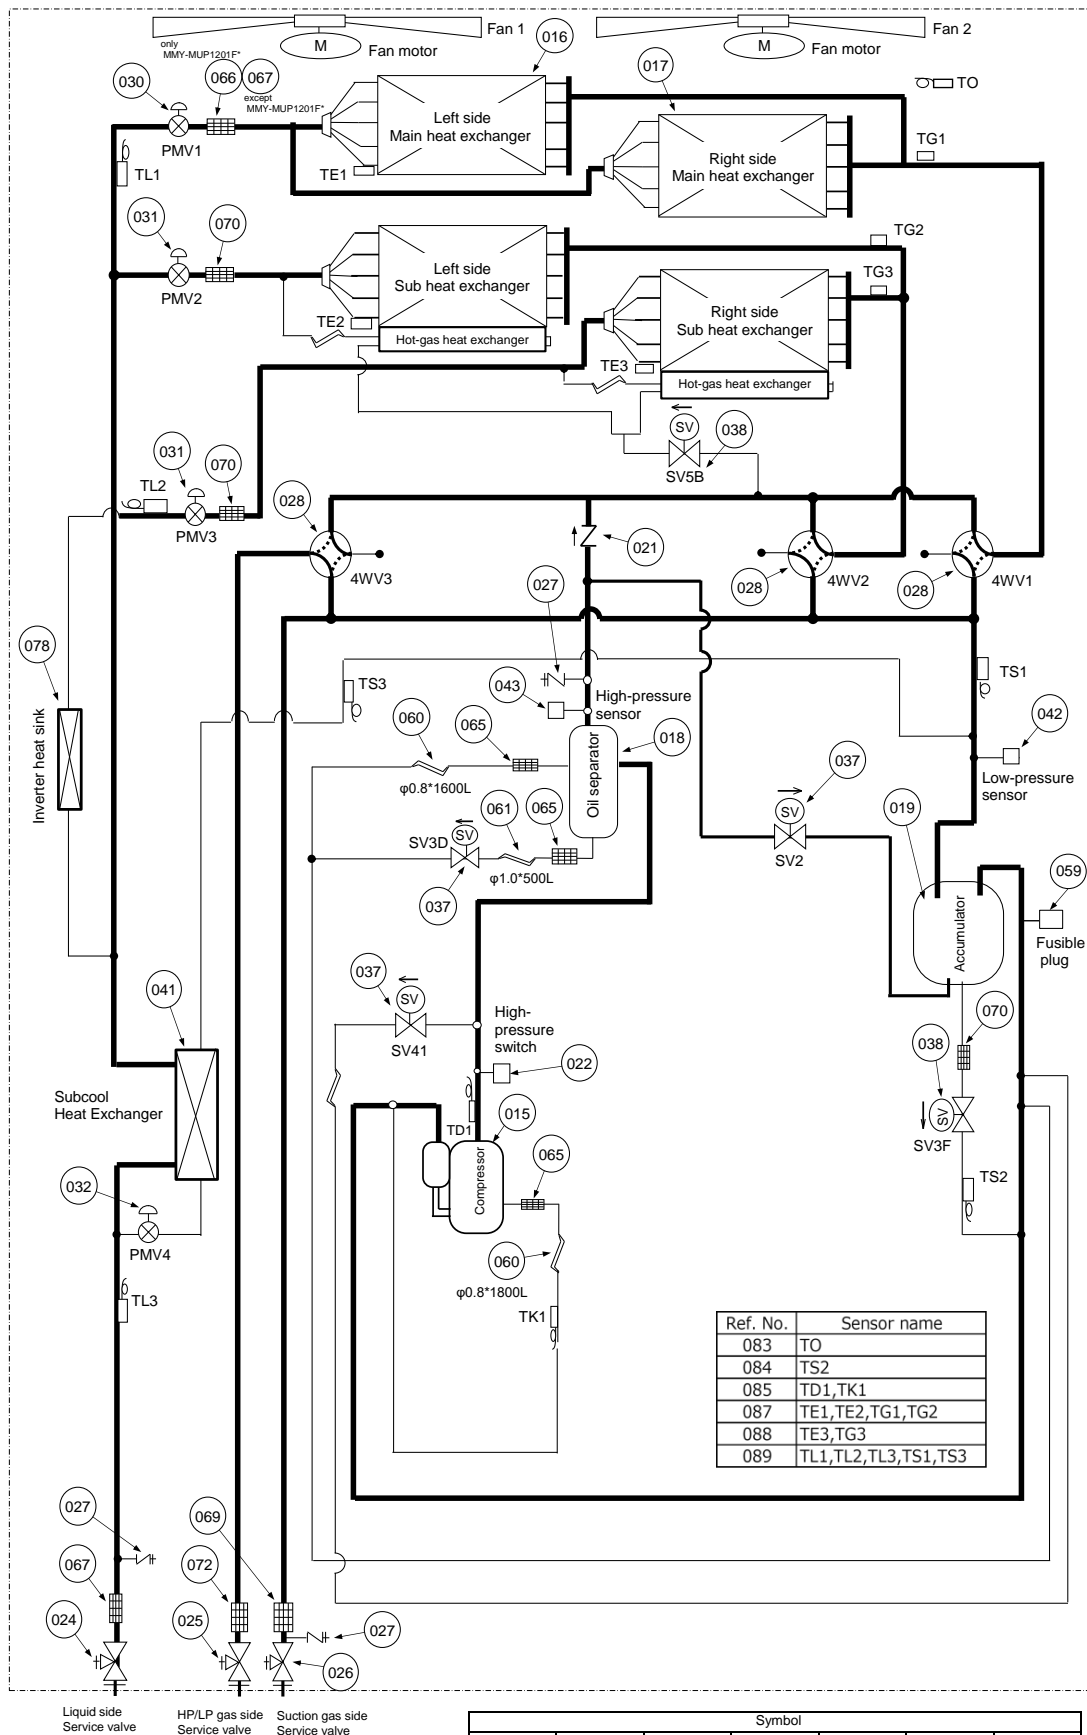 Fan 1
Fan 2
M
Fan motor
M
Fan motor
only
MMY-MUP1201F*
016
017
030
066
067
except
MMY-MUP1201F*
TO
Left side
Main heat exchanger
Right side
Main heat exchanger
TG1
PMV1
TL1
TE1
031
070
TG2
Left side
Sub heat exchanger
TG3
PMV2
Right side
Sub heat exchanger
TE2
Hot-gas heat exchanger
TE3
Hot-gas heat exchanger
SV
038
031
070
SV5B
TL2
028
PMV3
021
4WV3
4WV2
4WV1
027
028
028
078
TS3
TS1
043
High-pressure
sensor
060
065
018
042
Inverter heat sink
Oil separator
037
Low-pressure
sensor
φ0.8*1600L
061
065
SV
019
SV3D
SV
SV2
φ1.0*500L
037
059
Accumulator
Fusible
plug
037
041
SV
High-
pressure
switch
070
SV41
038
022
Subcool
Heat Exchanger
SV
TD1
015
SV3F
065
Compressor
TS2
032
PMV4
060
φ0.8*1800L
TL3
TK1
Ref. No. Sensor name
083 TO
084 TS2
085 TD1,TK1
087 TE1,TE2,TG1,TG2
088 TE3,TG3
089 TL1,TL2,TL3,TS1,TS3
027
069
067
072
024
025
027
026
Liquid side
Service valve
HP/LP gas side
Service valve
Suction gas side
Service valve
Symbol